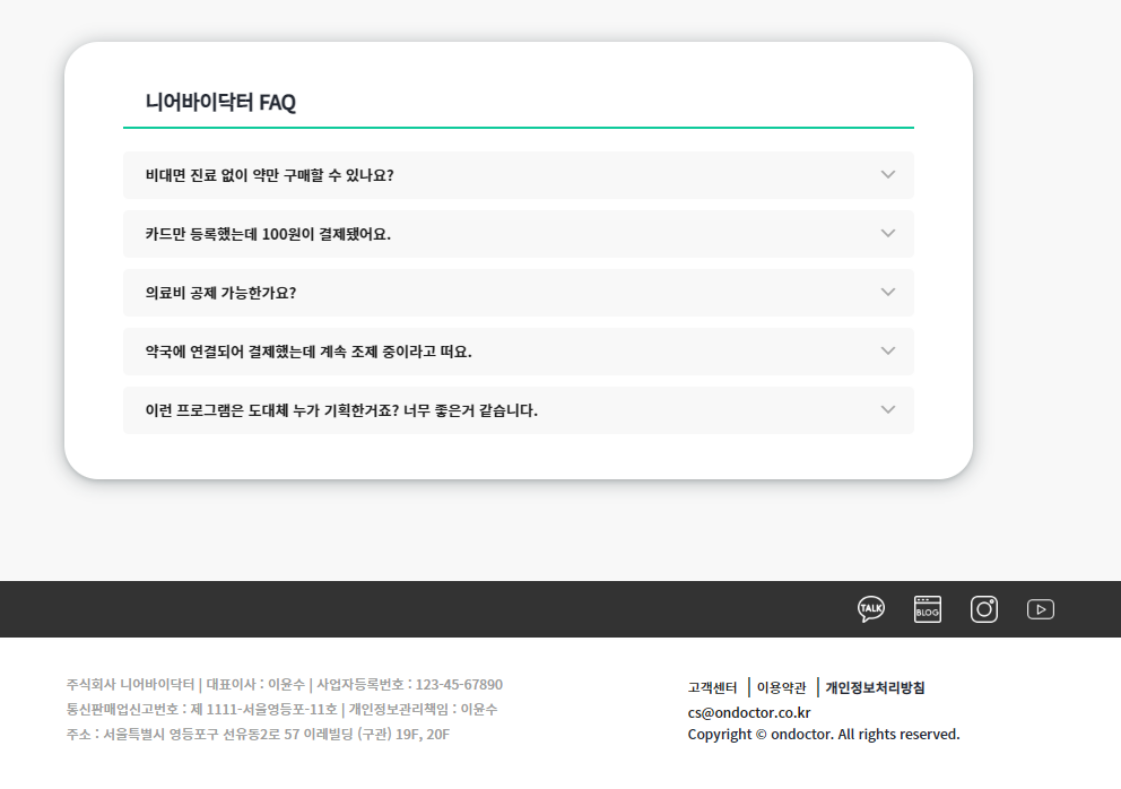 니어바이닥터 FAQ
비대면 진료 없이 약만 구매할 수 있나요?
카드만 등록했는데 100원이 결제됐어요.
의료비 공제 가능한가요?
약국에 연결되어 결제했는데 계속 조제 중이라고 떠요.
이런 프로그램은 도대체 누가 기획한거죠? 너무 좋은거 같습니다.
TALK
BLOG
주식회사 니어바이닥터 | 대표이사 : 이윤수 | 사업자등록번호 : 123-45-67890
통신판매업신고번호 : 제 1111-서울영등포-11호 | 개인정보관리책임 : 이윤수
주소 : 서울특별시 영등포구 선유동2로 57 이레빌딩 (구관) 19F, 20F
고객센터 | 이용약관 | 개인정보처리방침
cs@ondoctor.co.kr
Copyright © ondoctor. All rights reserved.